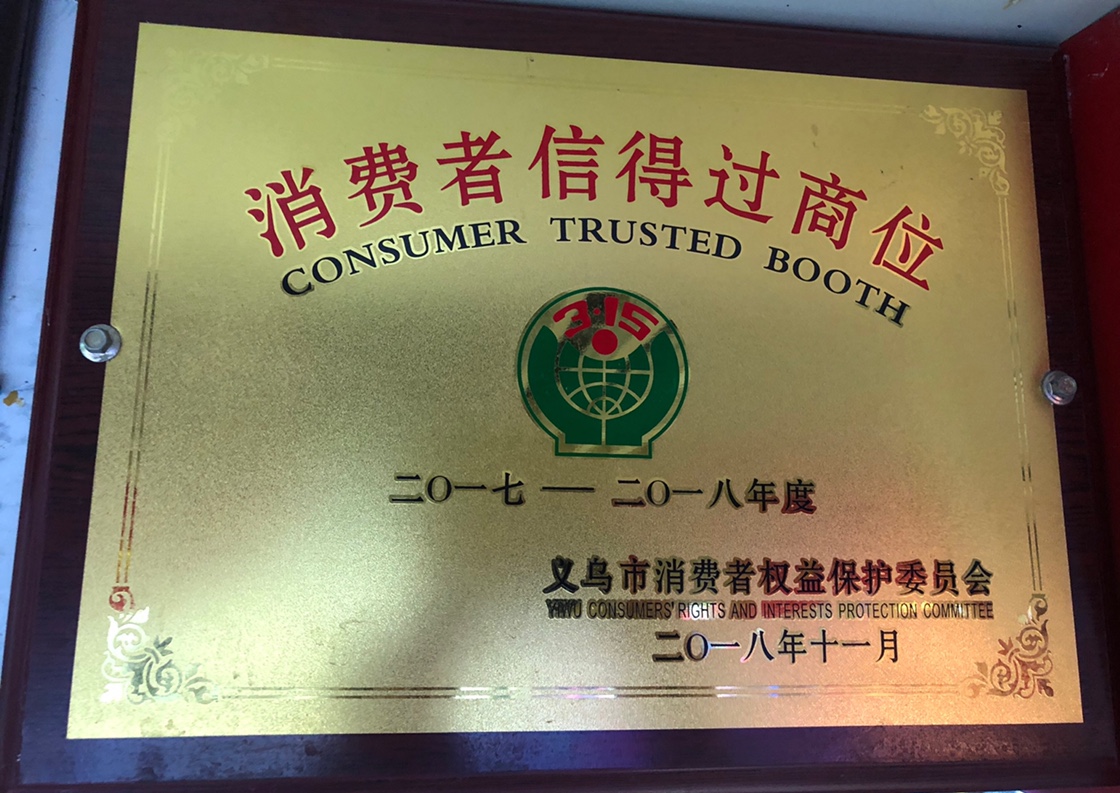 消费者信得过商位
CONSUMER TRUSTED BOOTH
3·15
二〇一七 — 二〇一八年度
义乌市消费者权益保护委员会
YIWU CONSUMERS' RIGHTS AND INTERESTS PROTECTION COMMITTEE
二〇一八年十一月